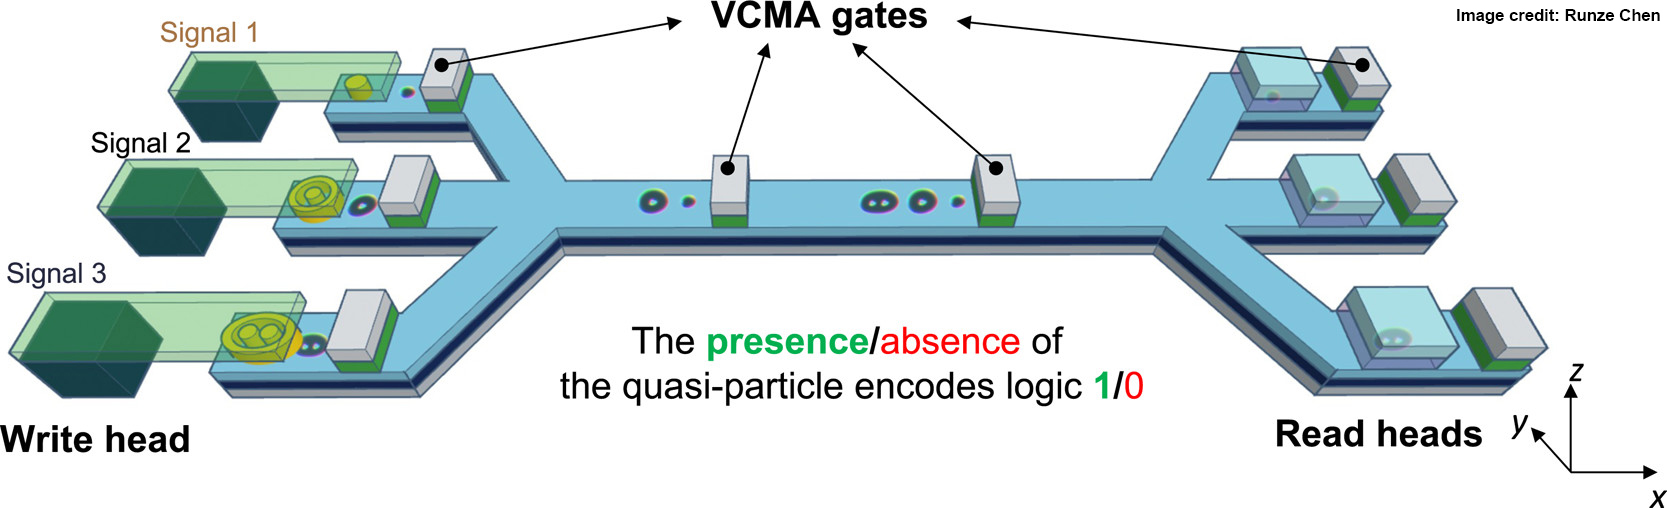 VCMA gates
Image credit: Runze Chen
Signal 1
Signal 2
Signal 3
The presence/absence of
the quasi-particle encodes logic 1/0
Write head
Read heads
z
y
x